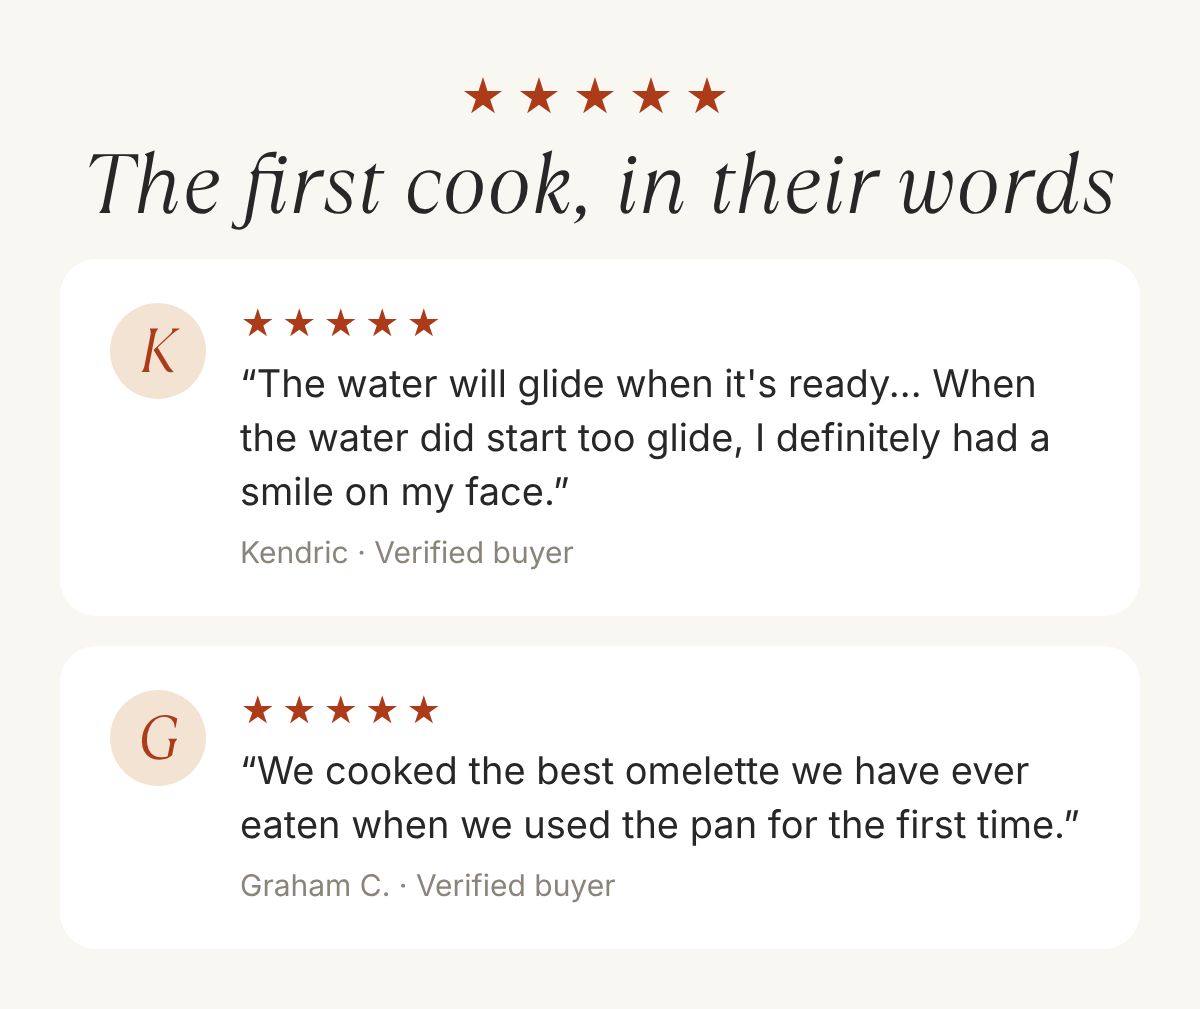 ★★★★★
The first cook, in their words
K
★★★★★
“The water will glide when it's ready... When
the water did start too glide, I definitely had a
smile on my face.”
Kendric · Verified buyer
G
★★★★★
“We cooked the best omelette we have ever
eaten when we used the pan for the first time.”
Graham C. · Verified buyer